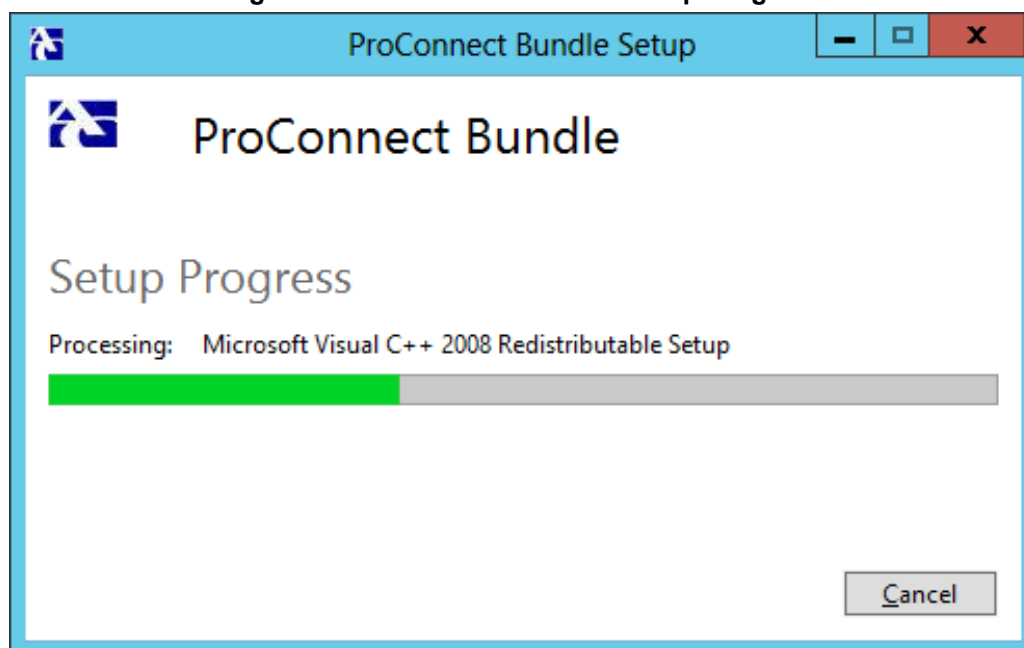 ProConnect Bundle Setup
ProConnect Bundle
Setup Progress
Processing: Microsoft Visual C++ 2008 Redistributable Setup
Cancel